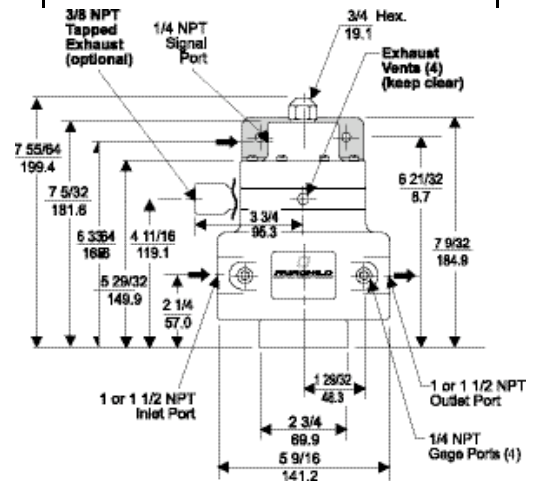 3/8 NPT
Tapped
Exhaust
(optional)
1/4 NPT
Signal
Port
3/4 Hex.
19.1
Exhaust
Vents (4)
(keep clear)
7 55/64
199.4
7 5/32
181.6
6 33/64
5 29/32
149.9
4 11/16
119.1
3 3/4
95.3
2 1/4
57.0
6 21/32
8.7
7 9/32
184.9
FAIRCHILD
1 or 1 1/2 NPT
Inlet Port
1 29/32
48.3
2 3/4
69.9
5 9/16
141.2
1 or 1 1/2 NPT
Outlet Port
1/4 NPT
Gage Ports (4)